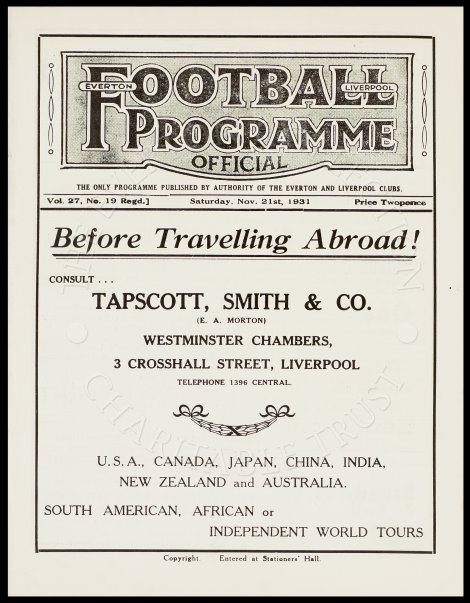 FOOTBALL
EVERTON LIVERPOOL
PROGRAMME
OFFICIAL
THE ONLY PROGRAMME PUBLISHED BY AUTHORITY OF THE EVERTON AND LIVERPOOL CLUBS.
Vol. 27, No. 19 Regd.] Saturday, Nov. 21st, 1931 Price Twopence
Before Travelling Abroad!
CONSULT . . .
TAPSCOTT, SMITH & CO.
(E. A. MORTON)
WESTMINSTER CHAMBERS,
3 CROSSHALL STREET, LIVERPOOL
TELEPHONE 1396 CENTRAL.
U.S.A., CANADA, JAPAN, CHINA, INDIA,
NEW ZEALAND and AUSTRALIA.
SOUTH AMERICAN, AFRICAN or
INDEPENDENT WORLD TOURS
Copyright. Entered at Stationers' Hall.
CHARITABLE TRUST